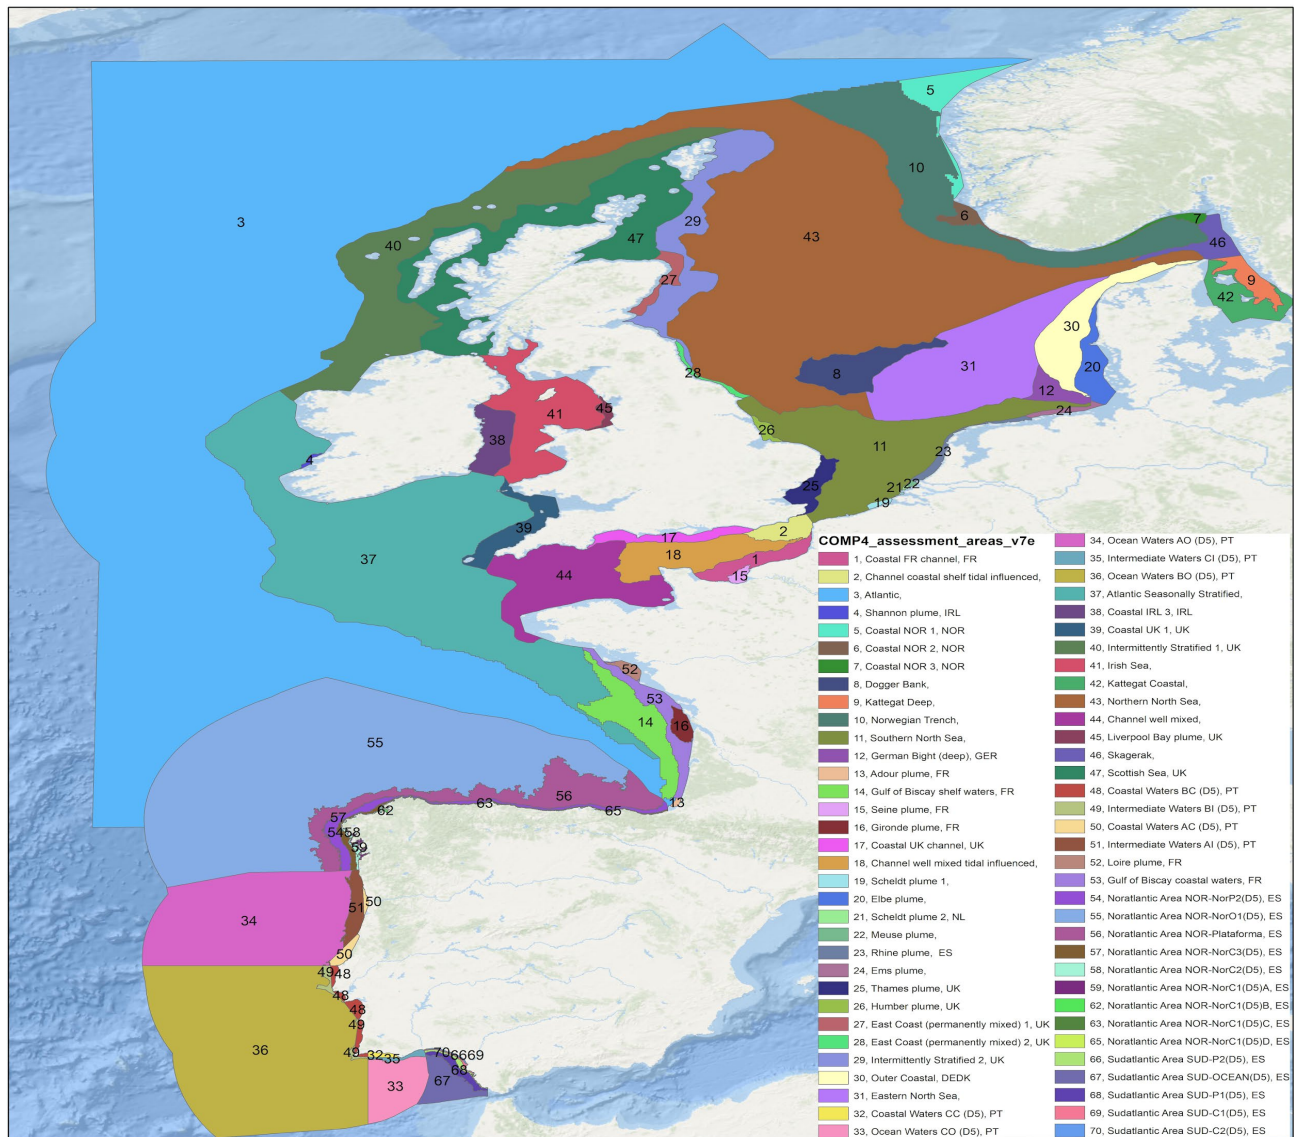 5
10
3
6
7
29
43
47
46
40
9
27
42
30
28
8
31
20
12
45
41
24
38
26
11
23
4
25
21
22
19
39
2
17
18
1
37
44
15
52
53
14
16
55
56
13
63
65
62
57
54
58
59
50
51
34
50
49
48
48
48
49
36
49
32
35
70
66
69
68
67
33
COMP4_assessment_areas_v7e
1, Coastal FR channel, FR
2, Channel coastal shelf tidal influenced,
3, Atlantic,
4, Shannon plume, IRL
5, Coastal NOR 1, NOR
6, Coastal NOR 2, NOR
7, Coastal NOR 3, NOR
8, Dogger Bank,
9, Kattegat Deep,
10, Norwegian Trench,
11, Southern North Sea,
12, German Bight (deep), GER
13, Adour plume, FR
14, Gulf of Biscay shelf waters, FR
15, Seine plume, FR
16, Gironde plume, FR
17, Coastal UK channel, UK
18, Channel well mixed tidal influenced,
19, Scheldt plume 1,
20, Elbe plume,
21, Scheldt plume 2, NL
22, Meuse plume,
23, Rhine plume, ES
24, Ems plume,
25, Thames plume, UK
26, Humber plume, UK
27, East Coast (permanently mixed) 1, UK
28, East Coast (permanently mixed) 2, UK
29, Intermittently Stratified 2, UK
30, Outer Coastal, DEDK
31, Eastern North Sea,
32, Coastal Waters CC (D5), PT
33, Ocean Waters CO (D5), PT
34, Ocean Waters AO (D5), PT
35, Intermediate Waters CI (D5), PT
36, Ocean Waters BO (D5), PT
37, Atlantic Seasonally Stratified,
38, Coastal IRL 3, IRL
39, Coastal UK 1, UK
40, Intermittently Stratified 1, UK
41, Irish Sea,
42, Kattegat Coastal,
43, Northern North Sea,
44, Channel well mixed,
45, Liverpool Bay plume, UK
46, Skagerak,
47, Scottish Sea, UK
48, Coastal Waters BC (D5), PT
49, Intermediate Waters BI (D5), PT
50, Coastal Waters AC (D5), PT
51, Intermediate Waters AI (D5), PT
52, Loire plume, FR
53, Gulf of Biscay coastal waters, FR
54, Noratlantic Area NOR-NorP2(D5), ES
55, Noratlantic Area NOR-NorO1(D5), ES
56, Noratlantic Area NOR-Plataforma, ES
57, Noratlantic Area NOR-NorC3(D5), ES
58, Noratlantic Area NOR-NorC2(D5), ES
59, Noratlantic Area NOR-NorC1(D5)A, ES
62, Noratlantic Area NOR-NorC1(D5)B, ES
63, Noratlantic Area NOR-NorC1(D5)C, ES
65, Noratlantic Area NOR-NorC1(D5)D, ES
66, Sudatlantic Area SUD-P2(D5), ES
67, Sudatlantic Area SUD-OCEAN(D5), ES
68, Sudatlantic Area SUD-P1(D5), ES
69, Sudatlantic Area SUD-C1(D5), ES
70, Sudatlantic Area SUD-C2(D5), ES